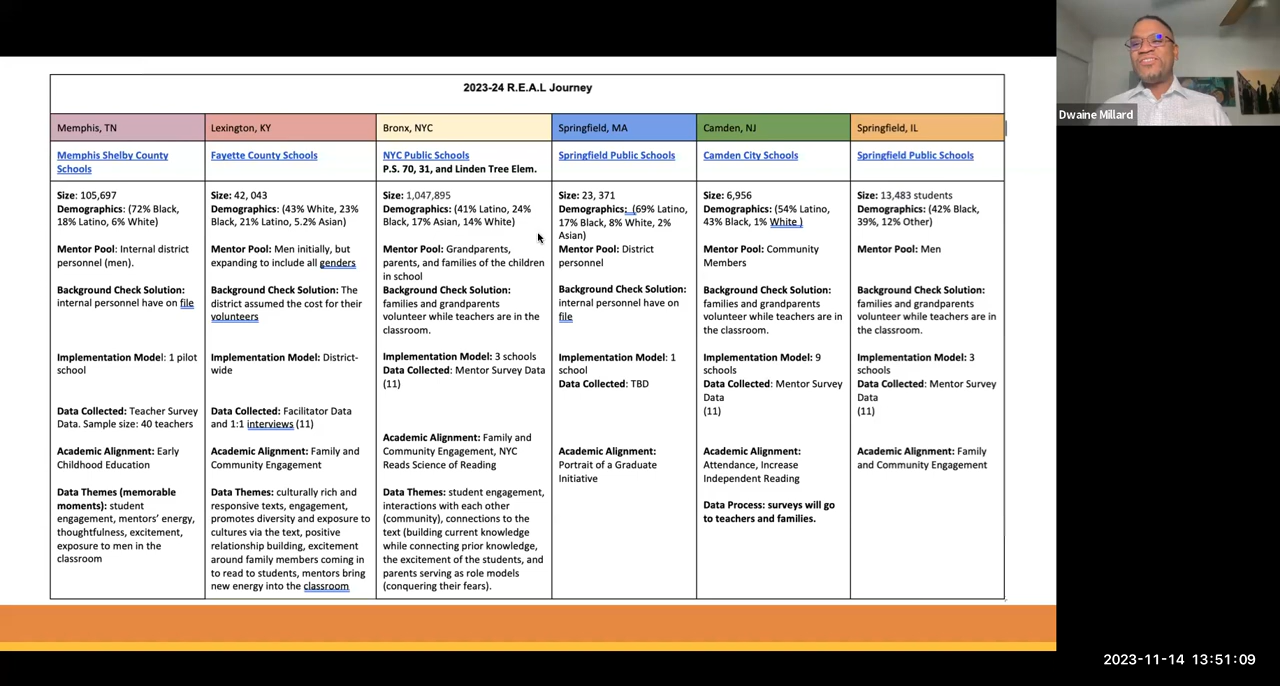 2023-24 R.E.A.L Journey
Memphis, TN
Lexington, KY
Bronx, NYC
Springfield, MA
Camden, NJ
Springfield, IL
Memphis Shelby County
Schools
Fayette County Schools
NYC Public Schools
P.S. 70, 31, and Linden Tree Elem.
Springfield Public Schools
Camden City Schools
Springfield Public Schools
Size: 105,697
Demographics: (72% Black,
18% Latino, 6% White)
Mentor Pool: Internal district
personnel (men).
Background Check Solution:
internal personnel have on file
Implementation Model: 1 pilot
school
Data Collected: Teacher Survey
Data. Sample size: 40 teachers
Academic Alignment: Early
Childhood Education
Data Themes (memorable
moments): student
engagement, mentors' energy,
thoughtfulness, excitement,
exposure to men in the
classroom
Size: 42, 043
Demographics: (43% White, 23%
Black, 21% Latino, 5.2% Asian)
Mentor Pool: Men initially, but
expanding to include all genders
Background Check Solution: The
district assumed the cost for their
volunteers
Implementation Model: District-
wide
Data Collected: Facilitator Data
and 1:1 interviews (11)
Academic Alignment: Family and
Community Engagement
Data Themes: culturally rich and
responsive texts, engagement,
promotes diversity and exposure to
cultures via the text, positive
relationship building, excitement
around family members coming in
to read to students, mentors bring
new energy into the classroom
Size: 1,047,895
Demographics: (41% Latino, 24%
Black, 17% Asian, 14% White)
Mentor Pool: Grandparents,
parents, and families of the children
in school
Background Check Solution:
families and grandparents
volunteer while teachers are in the
classroom.
Implementation Model: 3 schools
Data Collected: Mentor Survey Data
(11)
Academic Alignment: Family and
Community Engagement, NYC
Reads Science of Reading
Data Themes: student engagement,
interactions with each other
(community), connections to the
text (building current knowledge
while connecting prior knowledge,
the excitement of the students, and
parents serving as role models
(conquering their fears).
Size: 23, 371
Demographics: (69% Latino,
17% Black, 8% White, 2%
Asian)
Mentor Pool: District
personnel
Background Check Solution:
internal personnel have on
file
Implementation Model: 1
school
Data Collected: TBD
Academic Alignment:
Portrait of a Graduate
Initiative
Size: 6,956
Demographics: (54% Latino,
43% Black, 1% White )
Mentor Pool: Community
Members
Background Check Solution:
families and grandparents
volunteer while teachers are in
the classroom.
Implementation Model: 9
schools
Data Collected: Mentor Survey
Data
(11)
Academic Alignment:
Attendance, Increase
Independent Reading
Data Process: surveys will go
to teachers and families.
Size: 13,483 students
Demographics: (42% Black,
39%, 12% Other)
Mentor Pool: Men
Background Check Solution:
families and grandparents
volunteer while teachers are in
the classroom.
Implementation Model: 3
schools
Data Collected: Mentor Survey
Data
(11)
Academic Alignment: Family
and Community Engagement
Dwaine Millard
2023-11-14 13:51:09